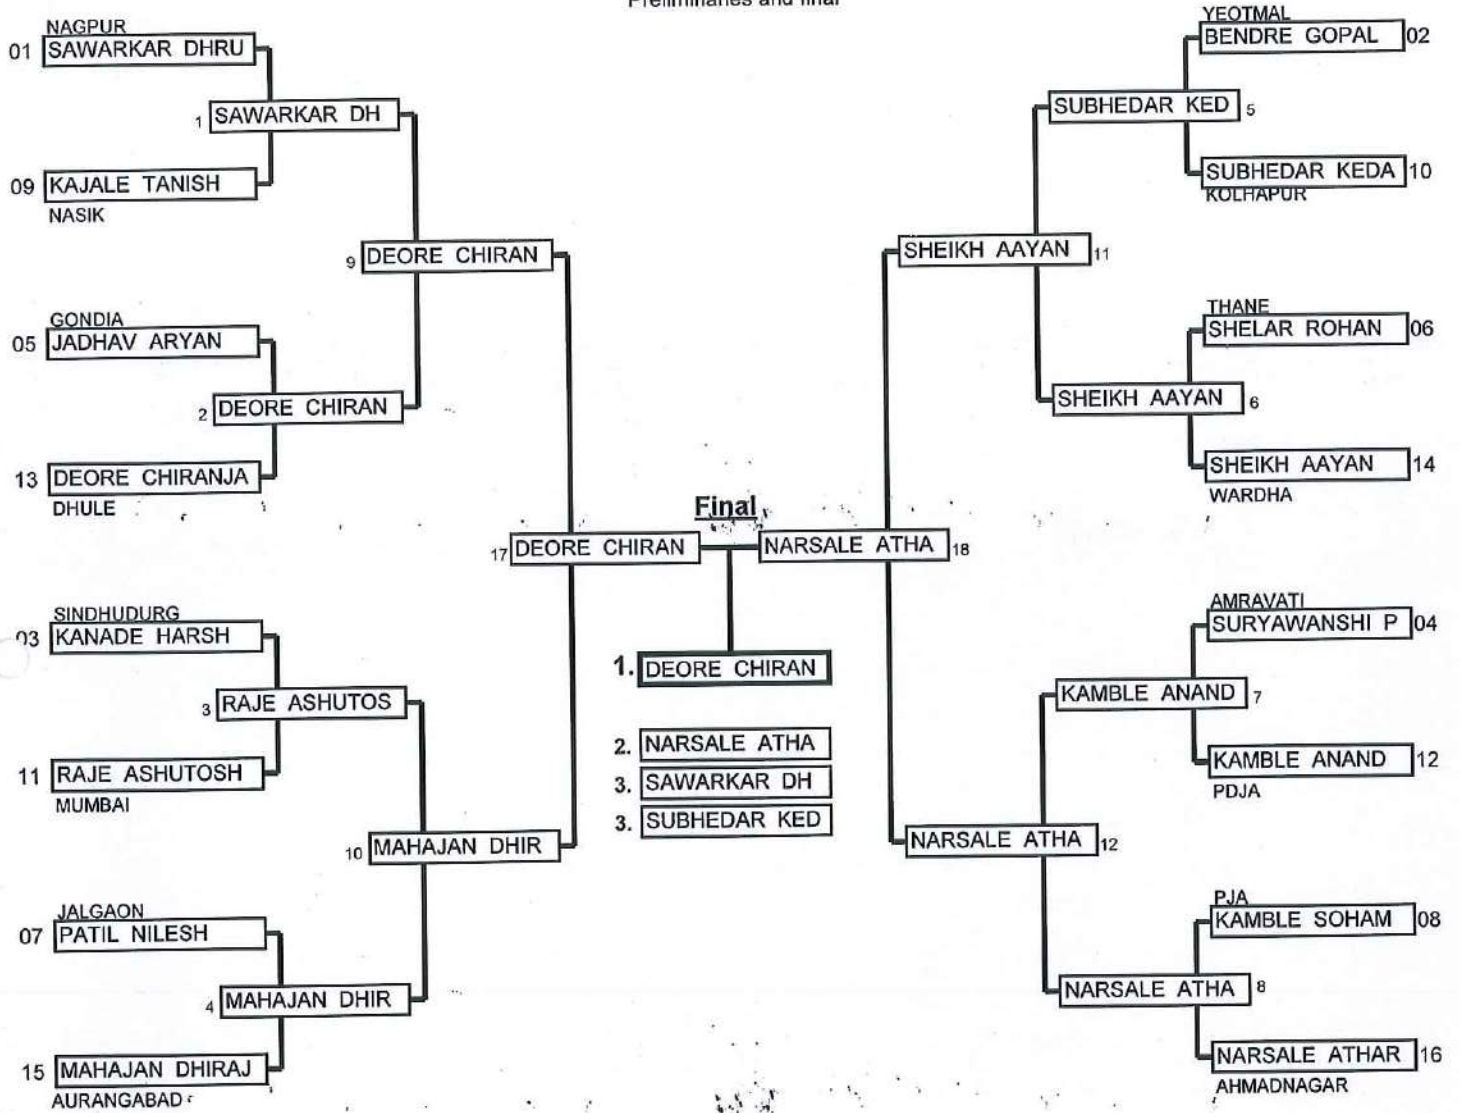 Preliminaries and final
NAGPUR
01 SAWARKAR DHRU
1 SAWARKAR DH
09 KAJALE TANISH
NASIK
9 DEORE CHIRAN
GONDIA
05 JADHAV ARYAN
2 DEORE CHIRAN
13 DEORE CHIRANJA
DHULE
17 DEORE CHIRAN
SINDHUDURG
03 KANADE HARSH
3 RAJE ASHUTOS
11 RAJE ASHUTOSH
MUMBAI
10 MAHAJAN DHIR
JALGAON
07 PATIL NILESH
4 MAHAJAN DHIR
15 MAHAJAN DHIRAJ
AURANGABAD
Final
1. DEORE CHIRAN
2. NARSALE ATHA
3. SAWARKAR DH
3. SUBHEDAR KED
YEOTMAL
BENDRE GOPAL 02
SUBHEDAR KED 5
SUBHEDAR KEDA 10
KOLHAPUR
SHEIKH AAYAN 11
THANE
SHELAR ROHAN 06
SHEIKH AAYAN 6
SHEIKH AAYAN 14
WARDHA
NARSALE ATHA 18
AMRAVATI
SURYAWANSHI P 04
KAMBLE ANAND 7
KAMBLE ANAND 12
PDJA
NARSALE ATHA 12
PJA
KAMBLE SOHAM 08
NARSALE ATHA 8
NARSALE ATHAR 16
AHMADNAGAR